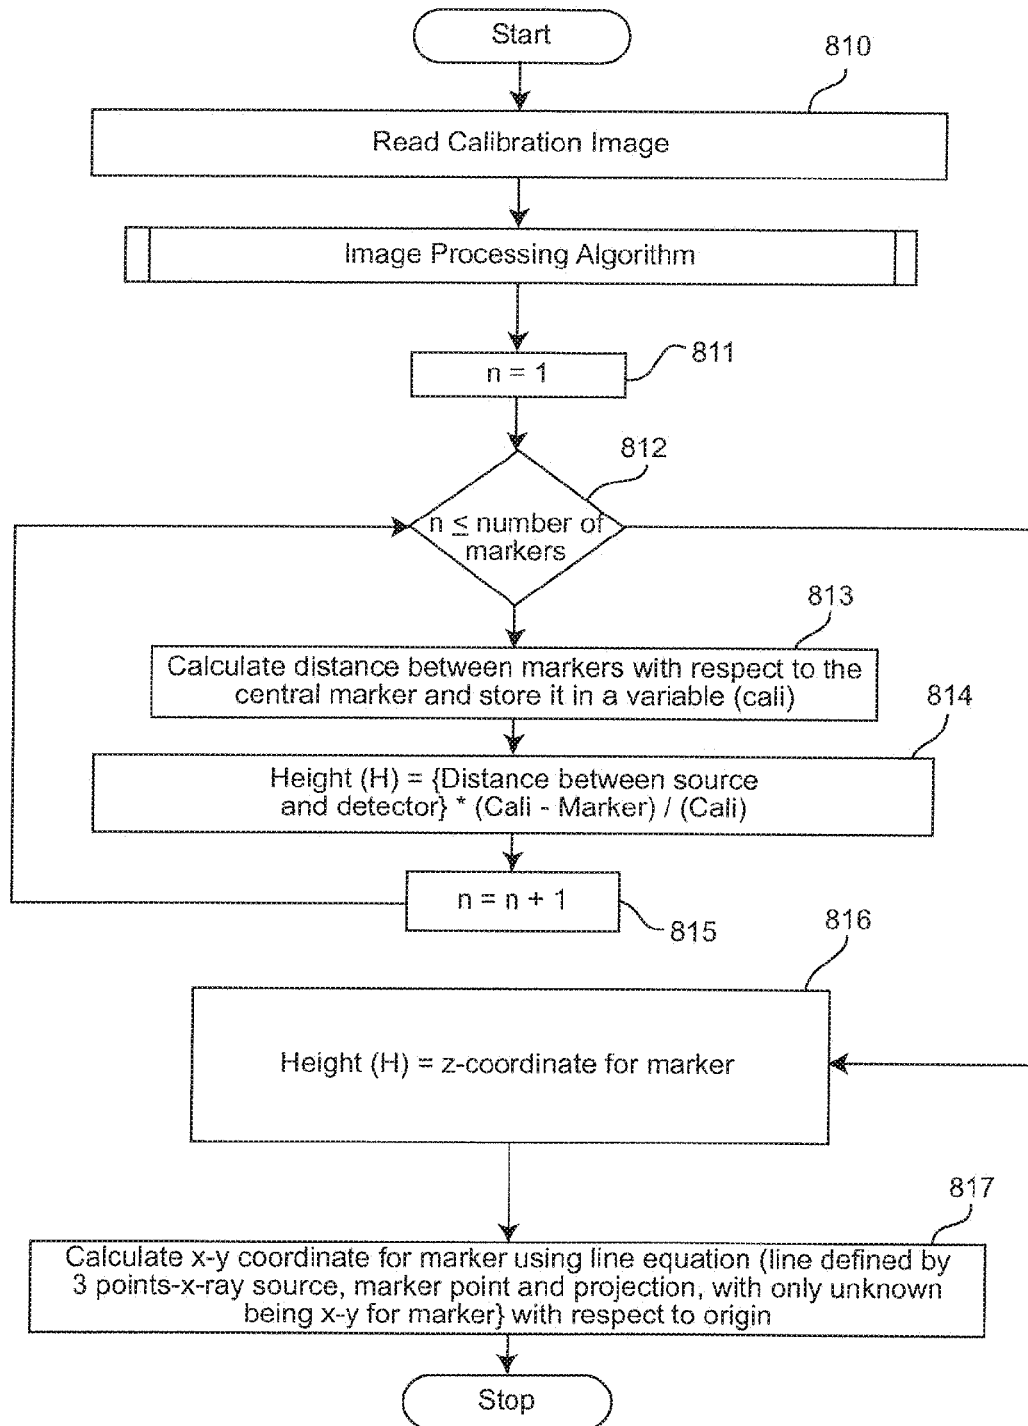 Start
810
Read Calibration Image
Image Processing Algorithm
811
n = 1
812
n ≤ number of
markers
813
Calculate distance between markers with respect to the
central marker and store it in a variable (cali)
814
Height (H) = {Distance between source
and detector} * (Cali - Marker) / (Cali)
n = n + 1
815
816
Height (H) = z-coordinate for marker
817
Calculate x-y coordinate for marker using line equation (line defined by
3 points-x-ray source, marker point and projection, with only unknown
being x-y for marker} with respect to origin
Stop